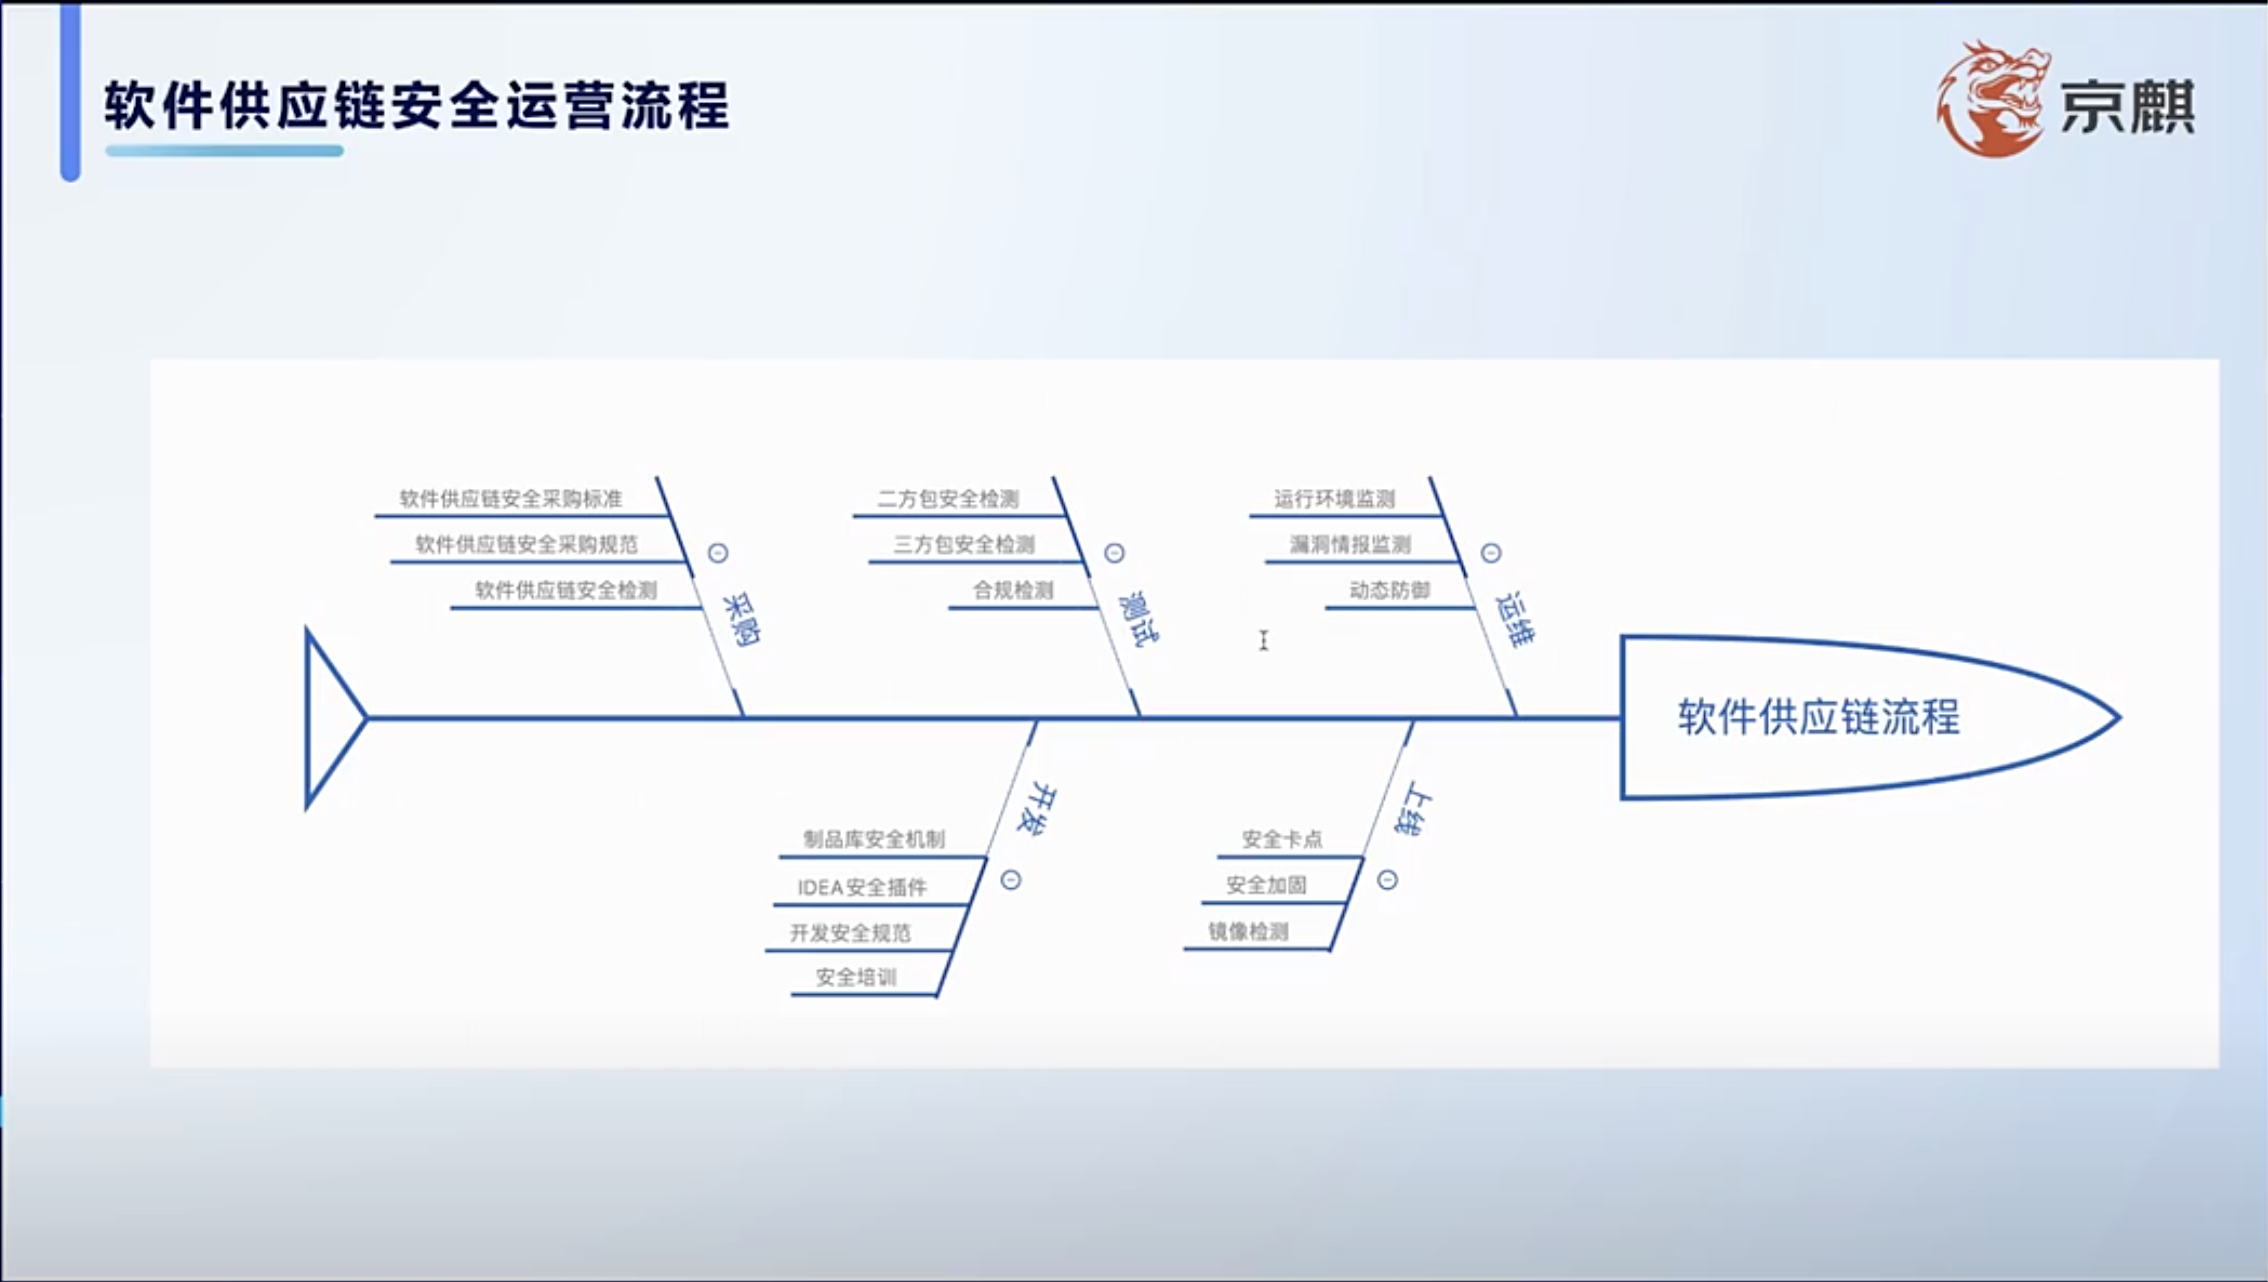 软件供应链安全运营流程
京麒
软件供应链安全采购标准
软件供应链安全采购规范
软件供应链安全检测
采购
二方包安全检测
三方包安全检测
合规检测
测试
运行环境监测
漏洞情报监测
动态防御
运维
软件供应链流程
开发
制品库安全机制
IDEA安全插件
开发安全规范
安全培训
上线
安全卡点
安全加固
镜像检测